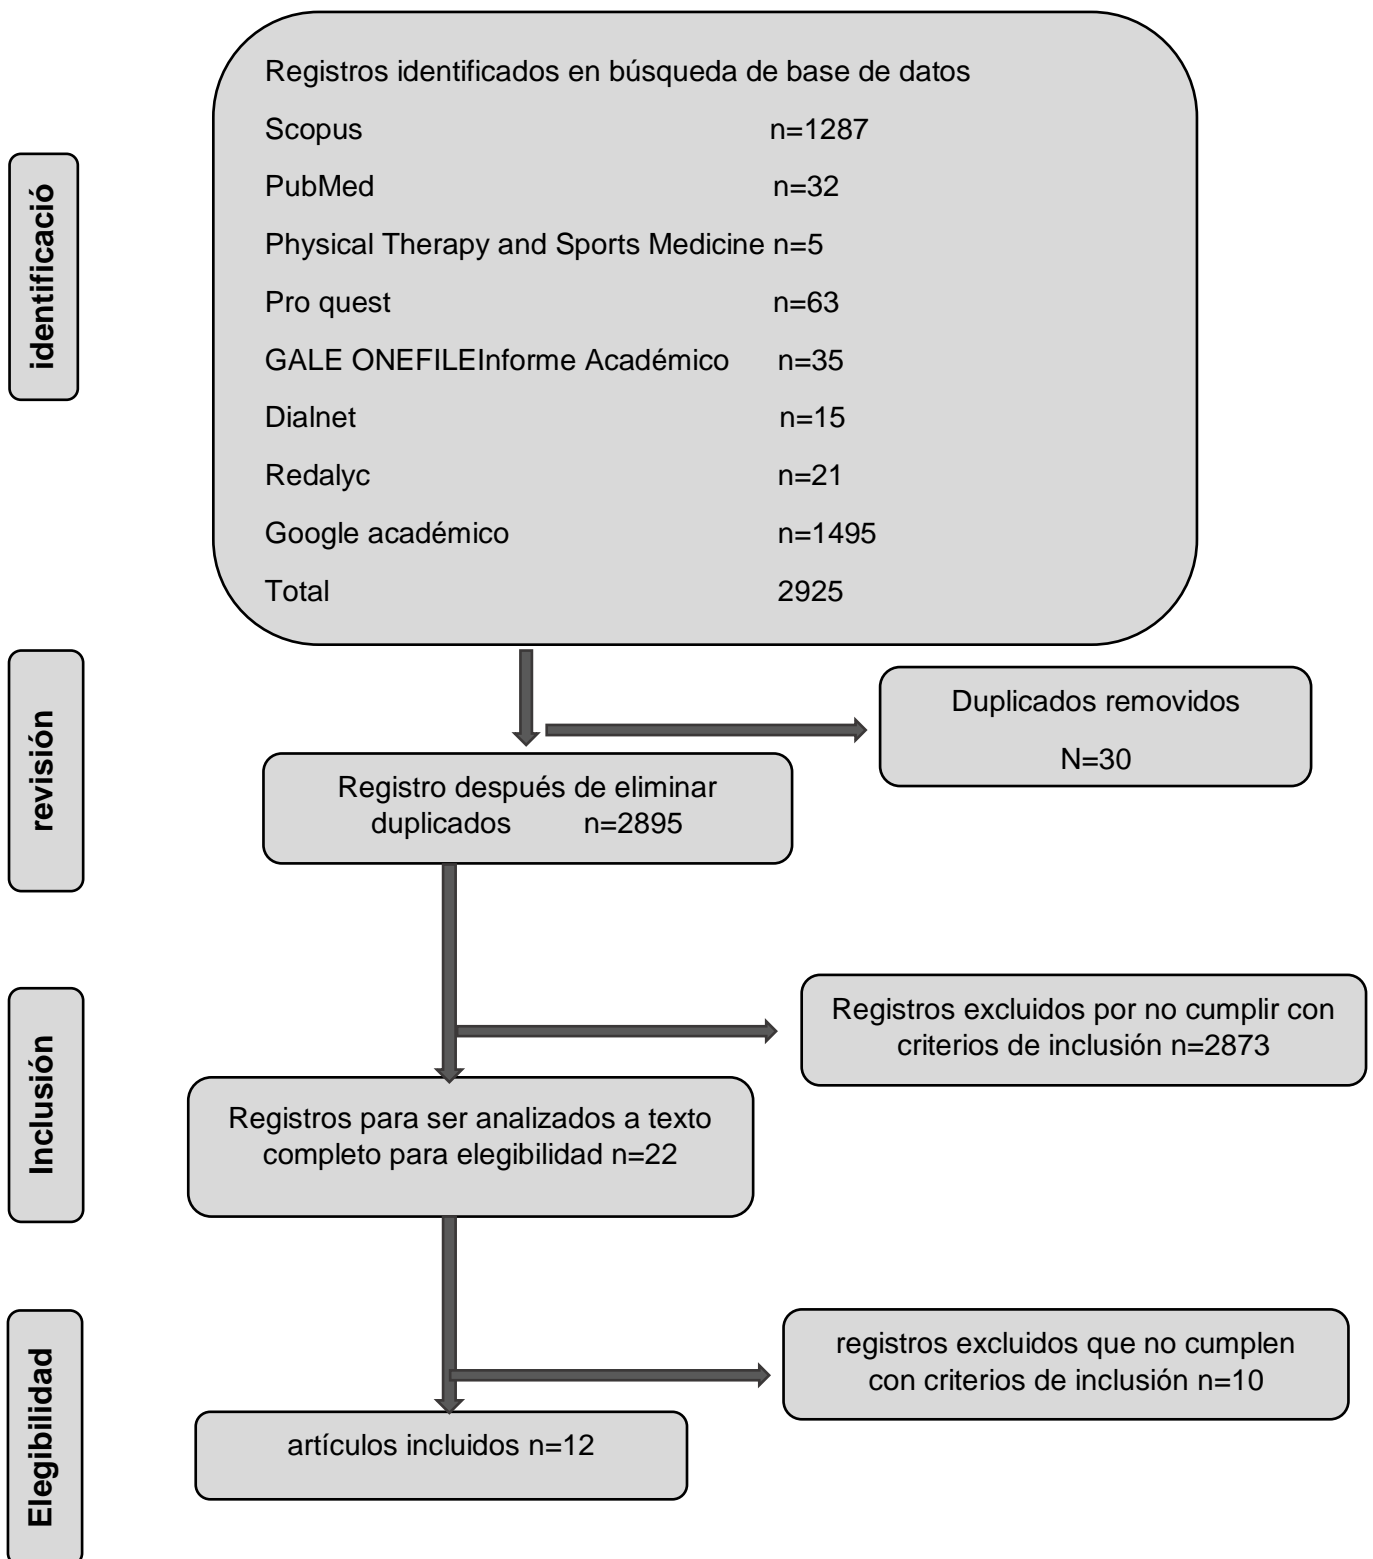 Registros identificados en búsqueda de base de datos
Scopus n=1287
PubMed n=32
Physical Therapy and Sports Medicine n=5
Pro quest n=63
GALE ONEFILEInforme Académico n=35
Dialnet n=15
Redalyc n=21
Google académico n=1495
Total 2925
identificació
Duplicados removidos
N=30
revisión
Registro después de eliminar
duplicados n=2895
Registros excluidos por no cumplir con
criterios de inclusión n=2873
Inclusión
Registros para ser analizados a texto
completo para elegibilidad n=22
registros excluidos que no cumplen
con criterios de inclusión n=10
Elegibilidad
artículos incluidos n=12